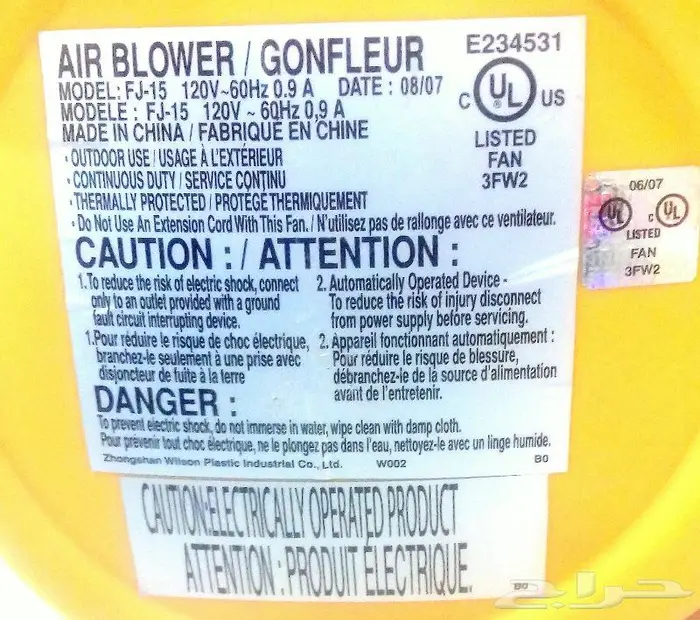 AIR BLOWER / GONFLEUR
MODEL: FJ-15 120V~60Hz 0.9 A DATE : 08/07
MODELE : FJ-15 120V ~ 60Hz 0,9 A
MADE IN CHINA / FABRIQUÉ EN CHINE
· OUTDOOR USE / USAGE À L'EXTÉRIEUR
· CONTINUOUS DUTY / SERVICE CONTINU
· THERMALLY PROTECTED / PROTÉGÉ THERMIQUEMENT
· Do Not Use An Extension Cord With This Fan. / N'utilisez pas de rallonge avec ce ventilateur.
E234531
C UL ® US
LISTED
FAN
3FW2
CAUTION : / ATTENTION :
1. To reduce the risk of electric shock, connect
only to an outlet provided with a ground
fault circuit interrupting device.
1. Pour réduire le risque de choc électrique,
branchez-le seulement à une prise avec
disjoncteur de fuite à la terre
2. Automatically Operated Device -
To reduce the risk of injury disconnect
from power supply before servicing.
2. Appareil fonctionnant automatiquement :
Pour réduire le risque de blessure,
débranchez-le de la source d'alimentation
avant de l'entretenir.
DANGER :
To prevent electric shock, do not immerse in water, wipe clean with damp cloth.
Pour prévenir tout choc électrique, ne le plongez pas dans l'eau, nettoyez-le avec un linge humide.
Zhongshan Wilson Plastic Industrial Co., Ltd. W002 B0
CAUTION:ELECTRICALLY OPERATED PRODUCT
ATTENTION : PRODUIT ÉLECTRIQUE.
B0
06/07
UL C UL
LISTED
FAN
3FW2
حراج